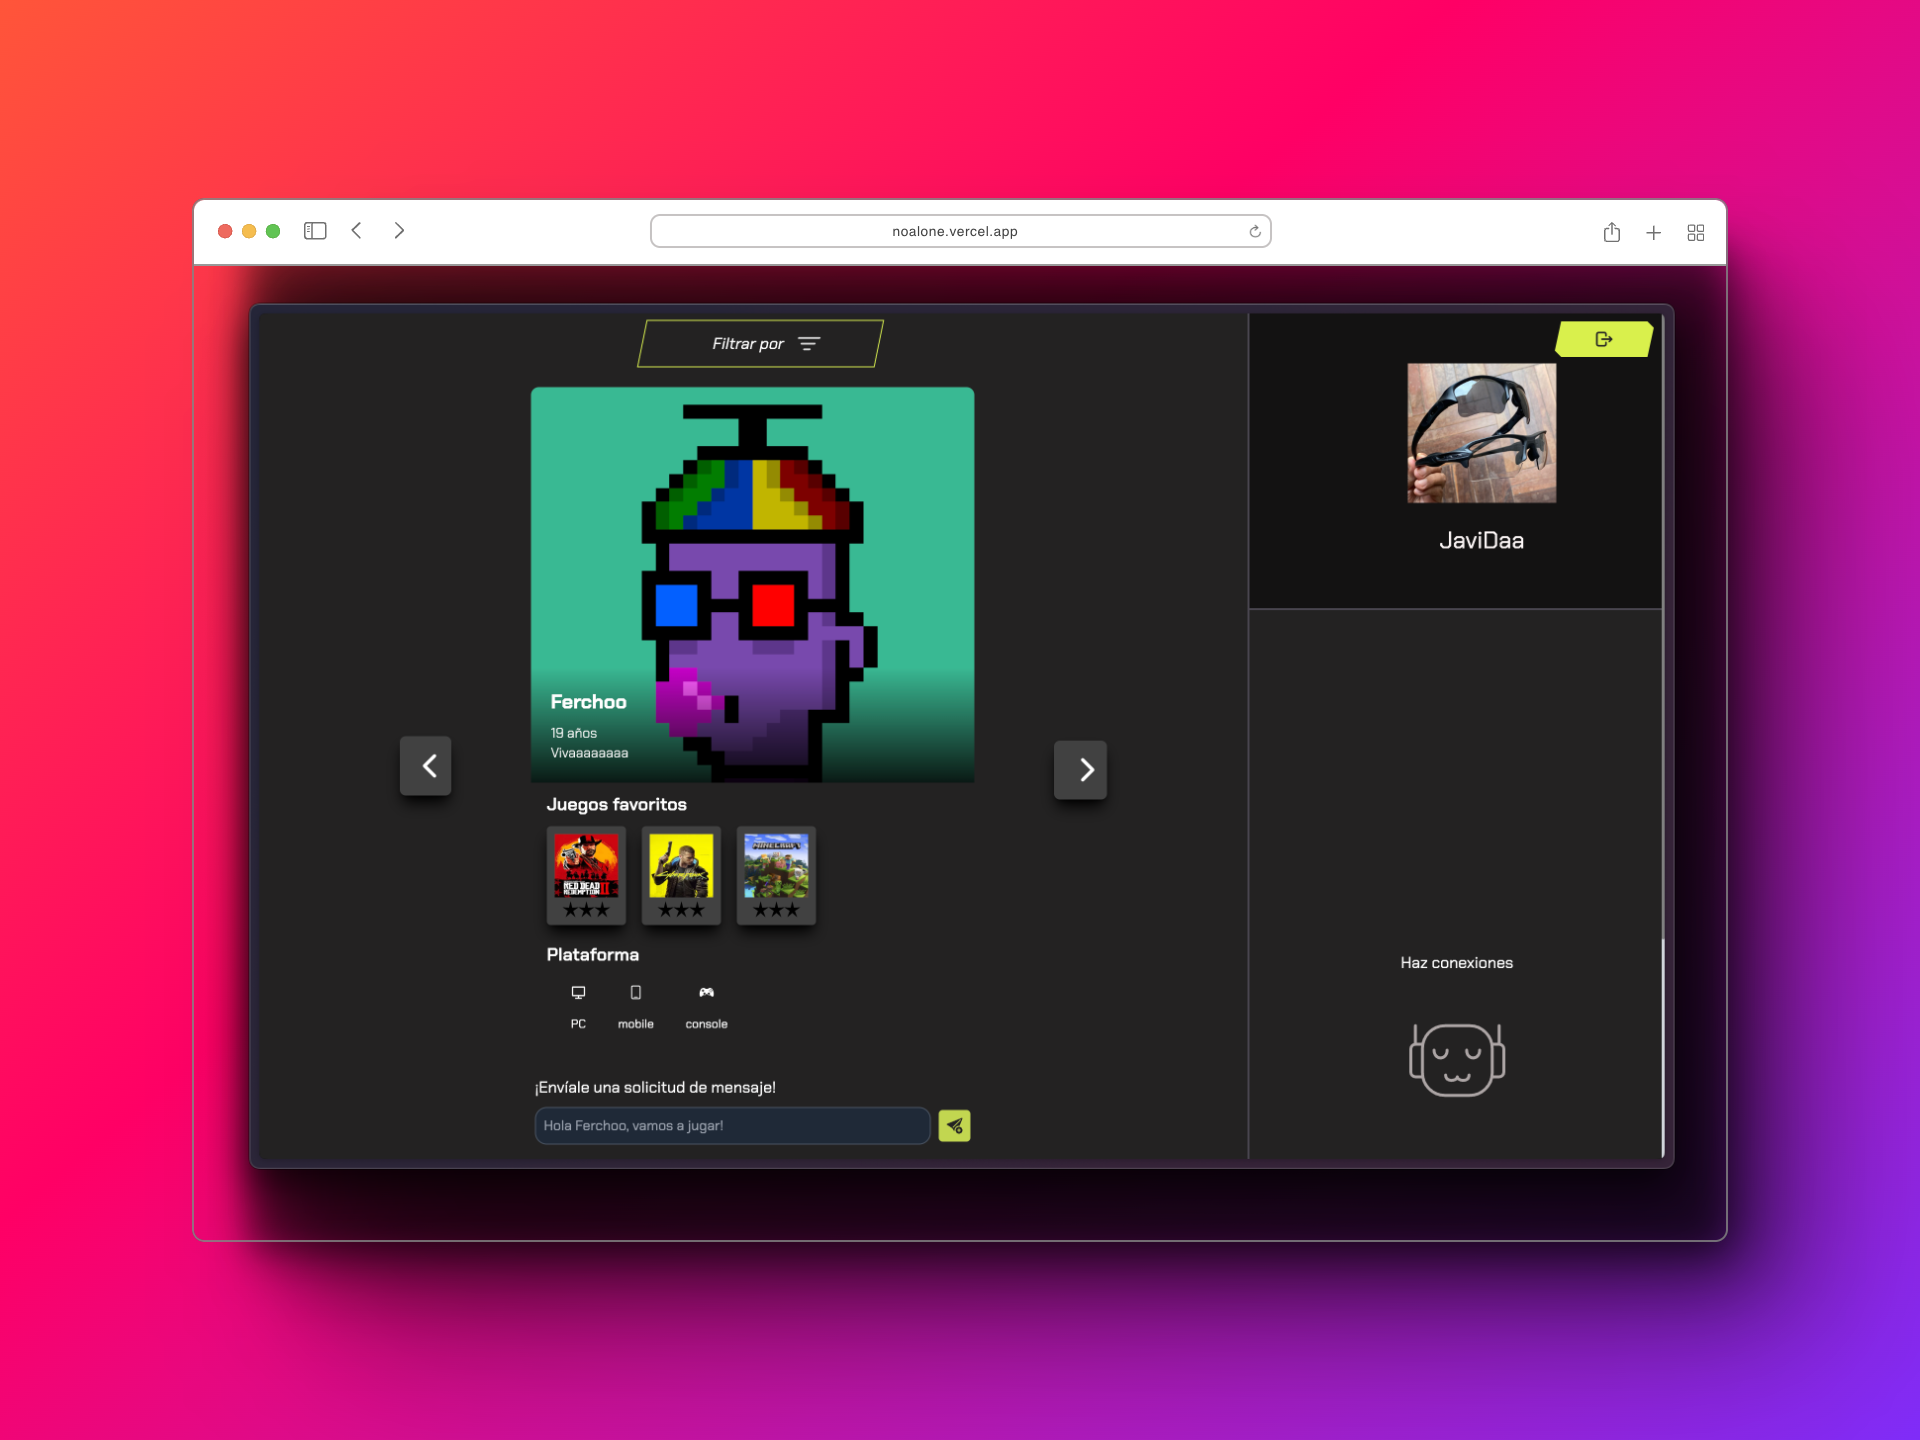 noalone.vercel.app
Filtrar por
Ferchoo
19 años
Vivaaaaaaaa
Juegos favoritos
RED DEAD
REDEMPTION II
Cyberpunk
MINECRAFT
Plataforma
PC
mobile
console
¡Envíale una solicitud de mensaje!
Hola Ferchoo, vamos a jugar!
JaviDaa
Haz conexiones